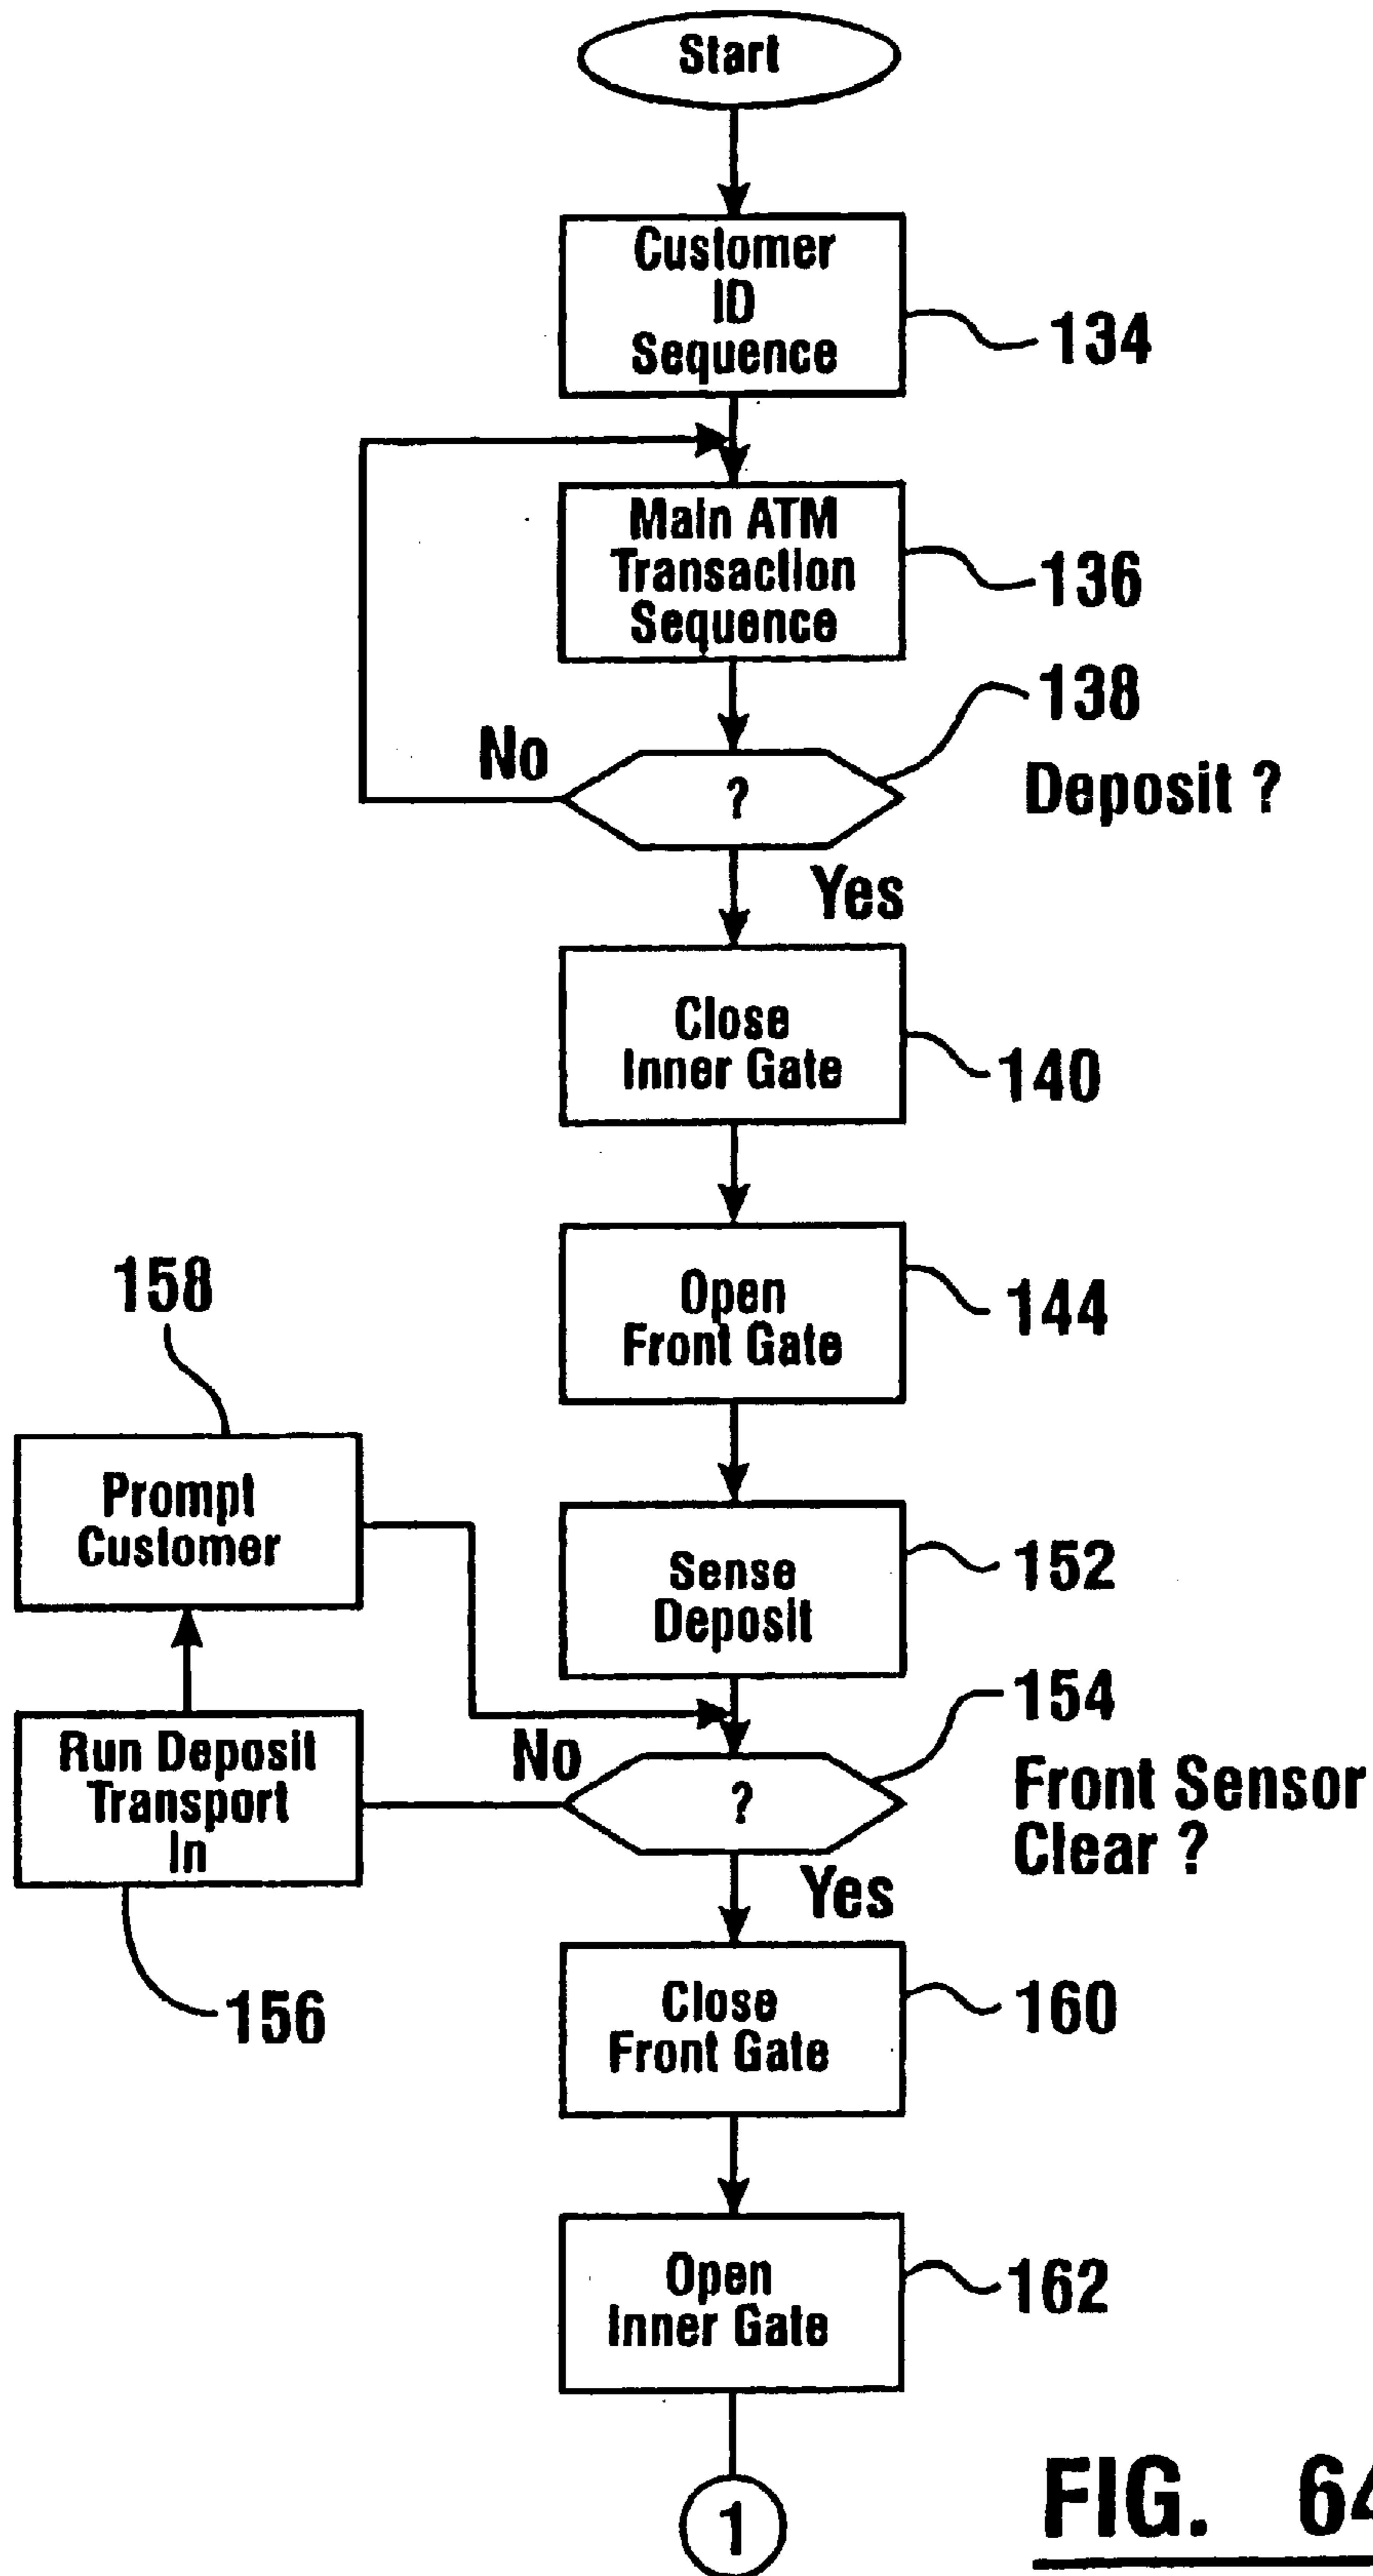 Start
Customer
ID
Sequence
134
Main ATM
Transaction
Sequence
136
138
No
?
Deposit ?
Yes
Close
Inner Gate
140
158
Open
Front Gate
144
Prompt
Customer
Sense
Deposit
152
154
Run Deposit
Transport
In
No
?
Front Sensor
Clear ?
Yes
156
Close
Front Gate
160
Open
Inner Gate
162
1
FIG. 64